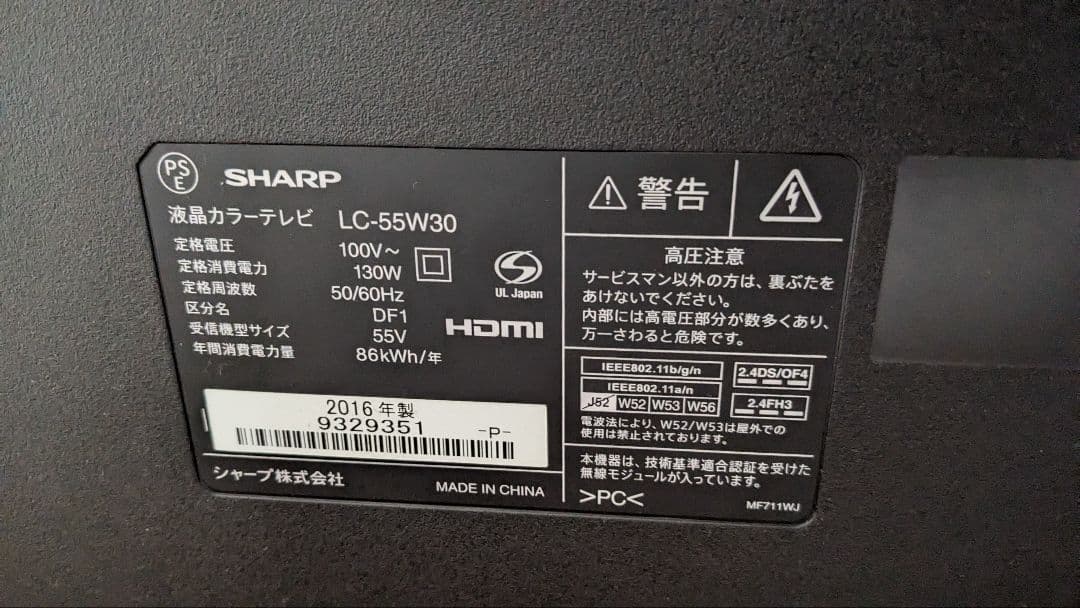 PS
E
SHARP
液晶カラーテレビ LC-55W30
定格電圧 100V～
定格消費電力 130W
定格周波数 50/60Hz
区分名 DF1
受信機型サイズ 55V
年間消費電力量 86kWh/年
UL Japan
HDMI
2016年製
9329351 -P-
シャープ株式会社
MADE IN CHINA
警告
高圧注意
サービスマン以外の方は、裏ぶたを
あけないでください。
内部には高電圧部分が数多くあり、
万一さわると危険です。
IEEE802.11b/g/n
IEEE802.11a/n
J52 W52 W53 W56
2.4DS/OF4
2.4FH3
電波法により、W52/W53は屋外での
使用は禁止されております。
本機器は、技術基準適合認証を受けた
無線モジュールが入っています。
>PC<
MF711WJ